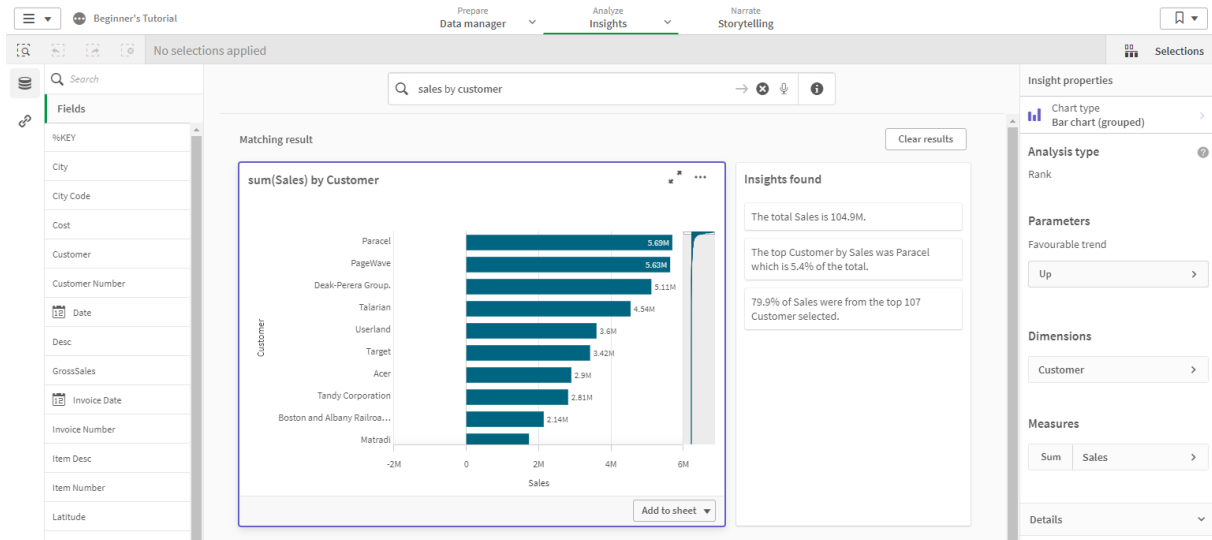 Beginner's Tutorial
Prepare
Data manager
Analyze
Insights
Narrate
Storytelling
No selections applied
Selections
Search
Fields
%KEY
City
City Code
Cost
Customer
Customer Number
12 Date
Desc
GrossSales
12 Invoice Date
Invoice Number
Item Desc
Item Number
Latitude
sales by customer
Matching result
Clear results
sum(Sales) by Customer
Customer
Paracel 5.69M
PageWave 5.63M
Deak-Perera Group. 5.11M
Talarian 4.54M
Userland 3.6M
Target 3.42M
Acer 2.9M
Tandy Corporation 2.81M
Boston and Albany Railroa... 2.14M
Matradi
-2M 0 2M 4M 6M
Sales
Add to sheet
Insights found
The total Sales is 104.9M.
The top Customer by Sales was Paracel
which is 5.4% of the total.
79.9% of Sales were from the top 107
Customer selected.
Insight properties
Chart type
Bar chart (grouped)
Analysis type
Rank
Parameters
Favourable trend
Up
Dimensions
Customer
Measures
Sum Sales
Details